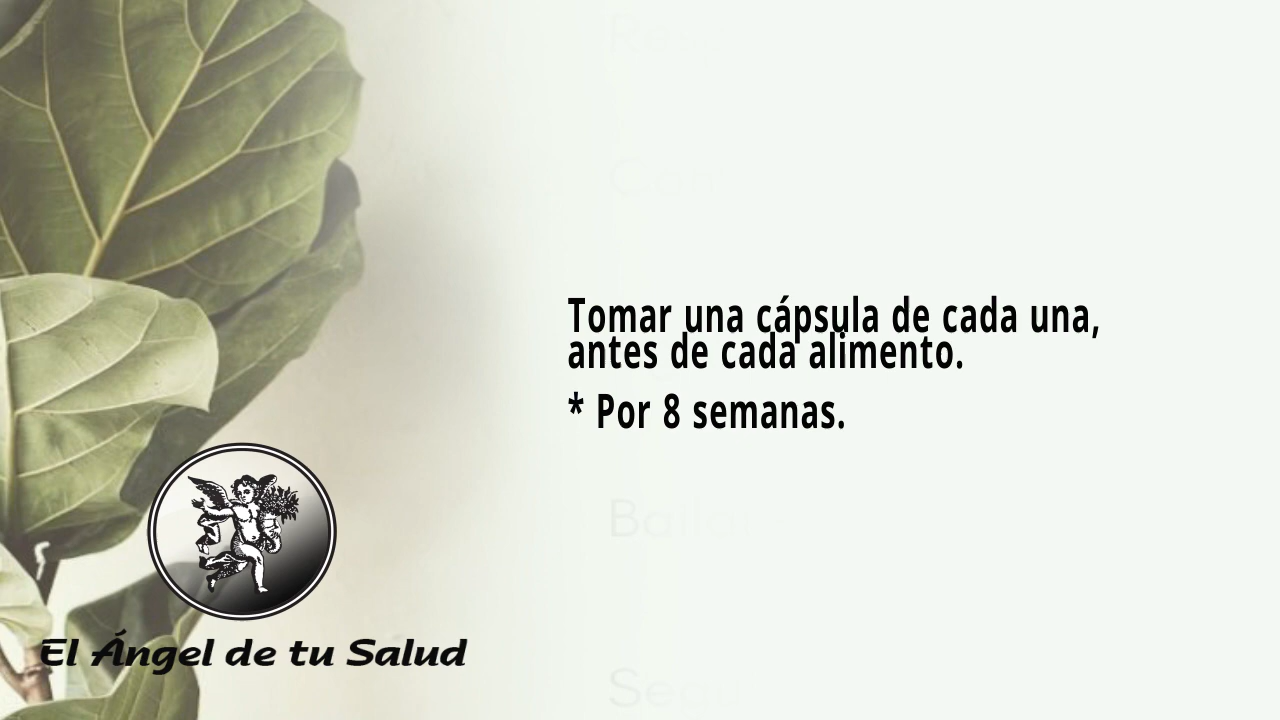 Tomar una cápsula de cada una,
antes de cada alimento.
* Por 8 semanas.
El Ángel de tu Salud